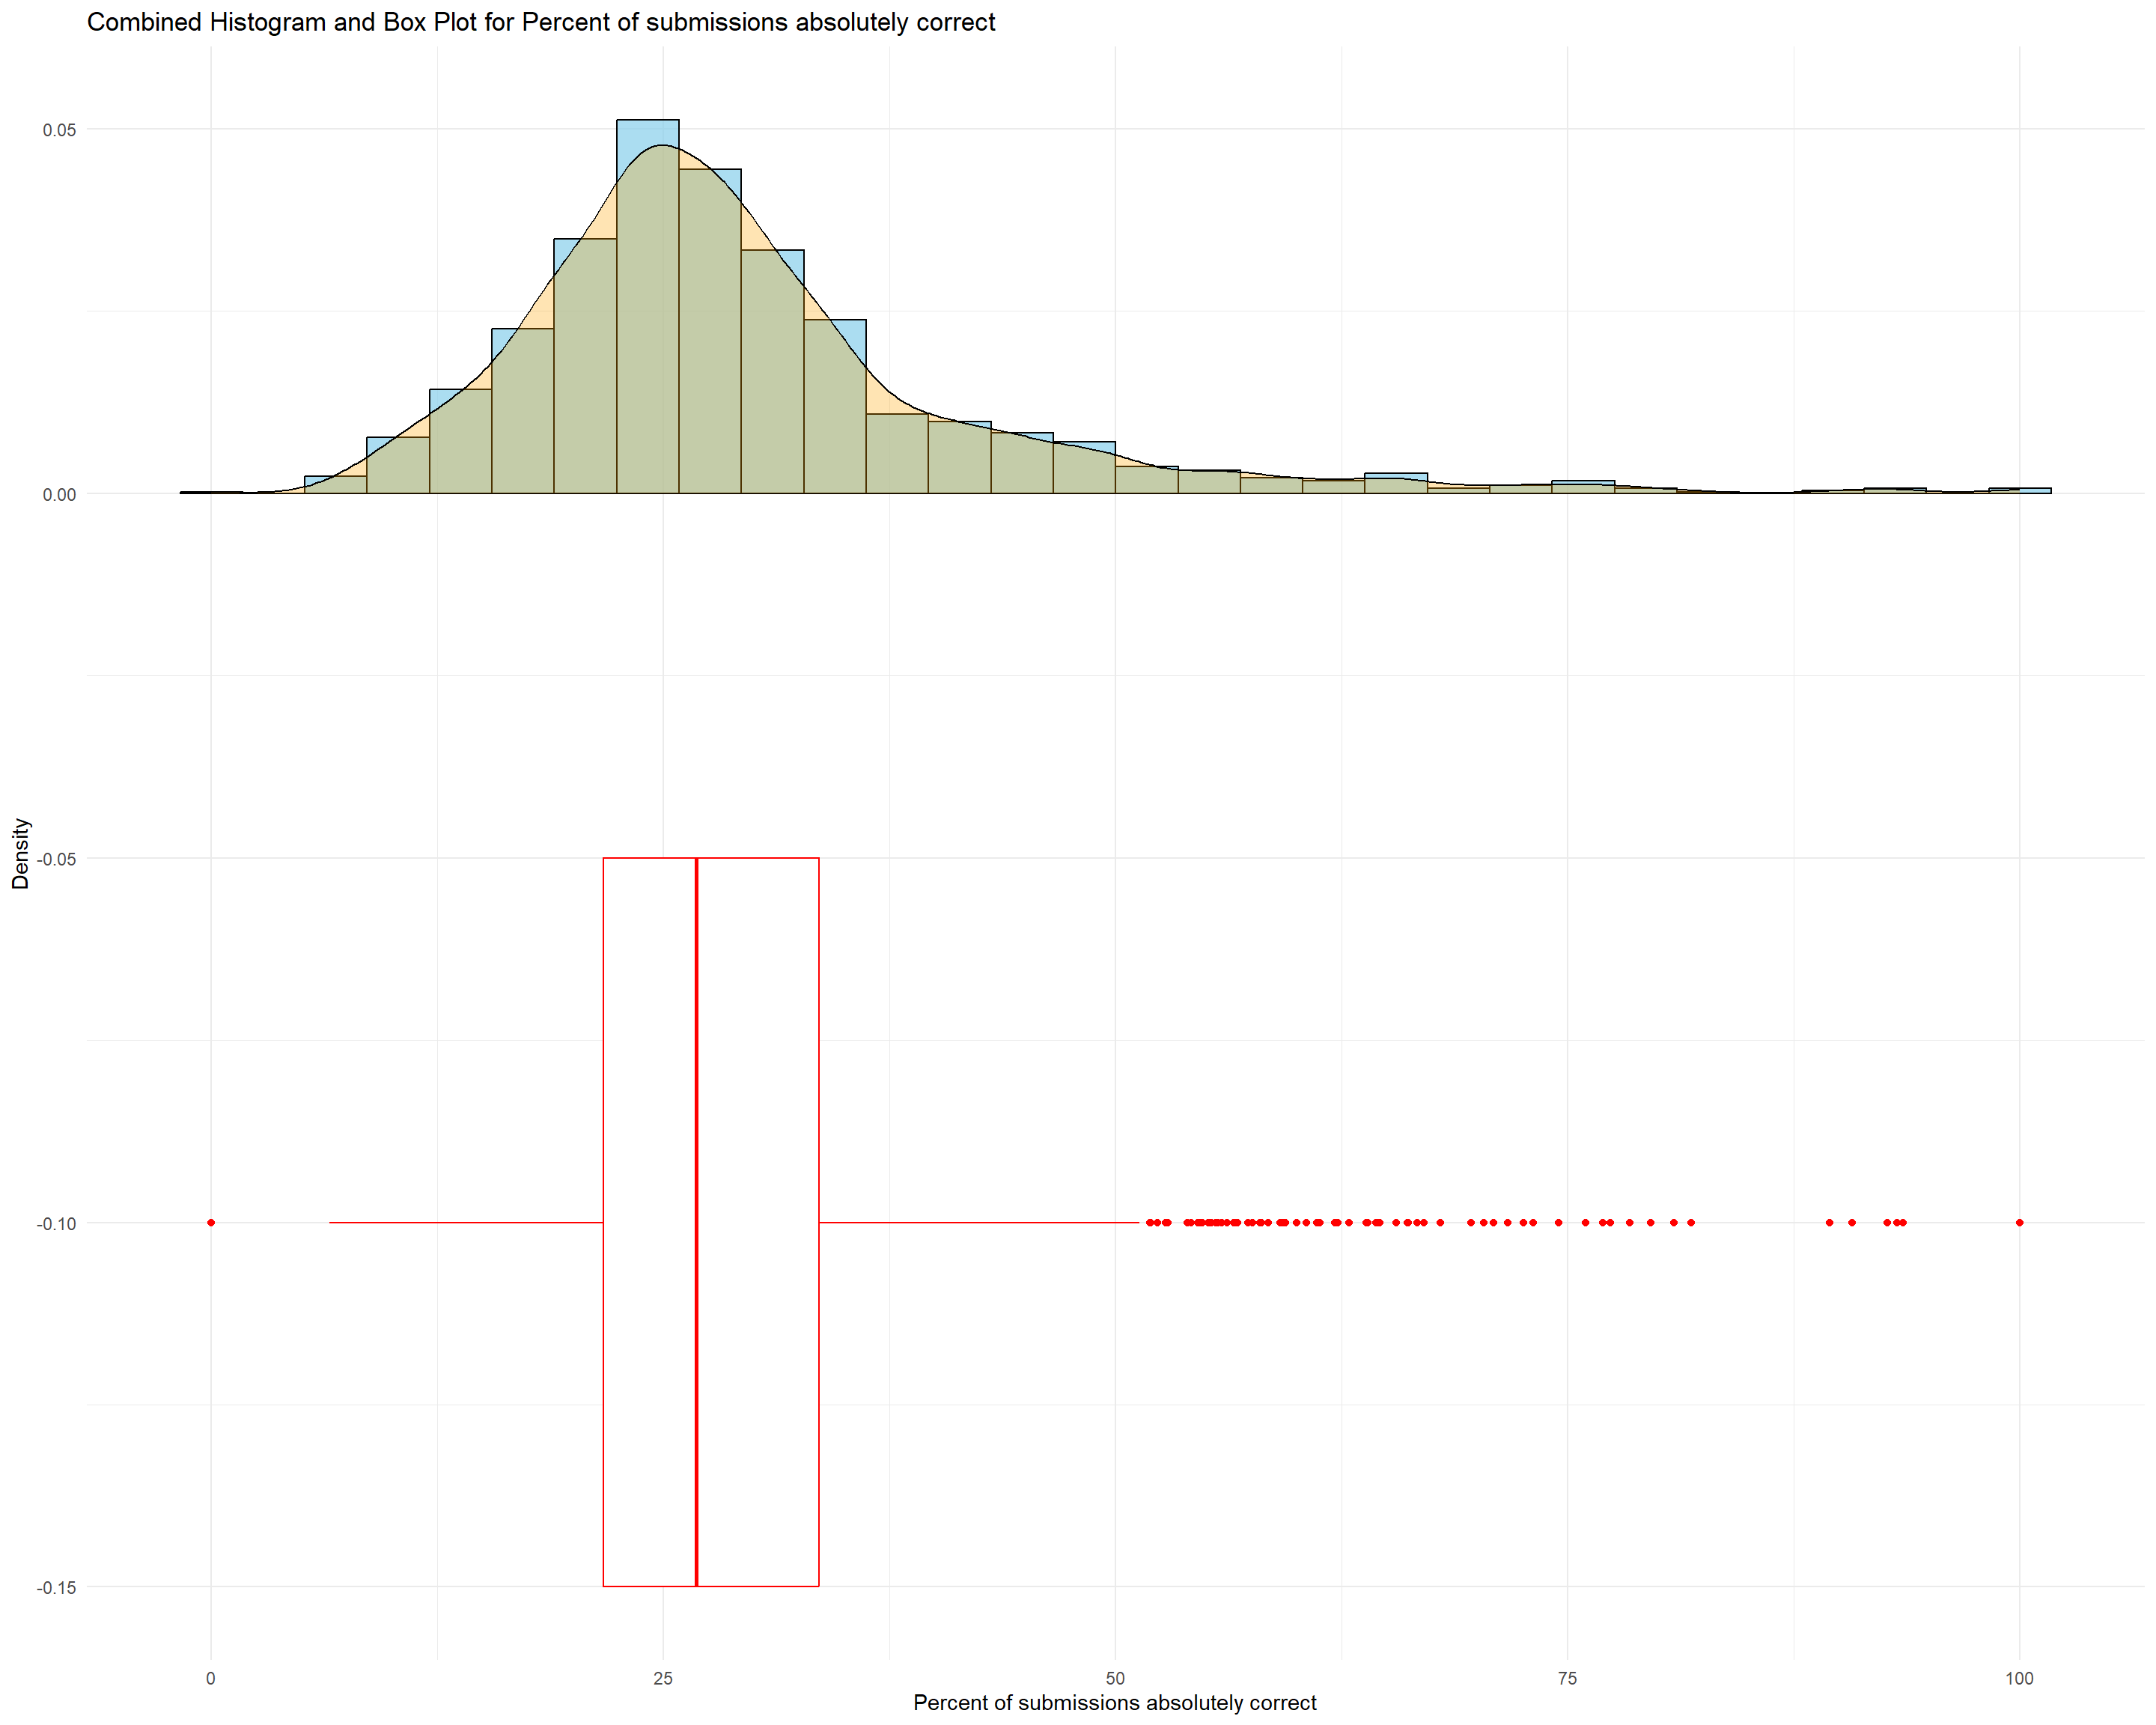 Combined Histogram and Box Plot for Percent of submissions absolutely correct
0.05
0.00
-0.05
-0.10
-0.15
Density
0 25 50 75 100
Percent of submissions absolutely correct